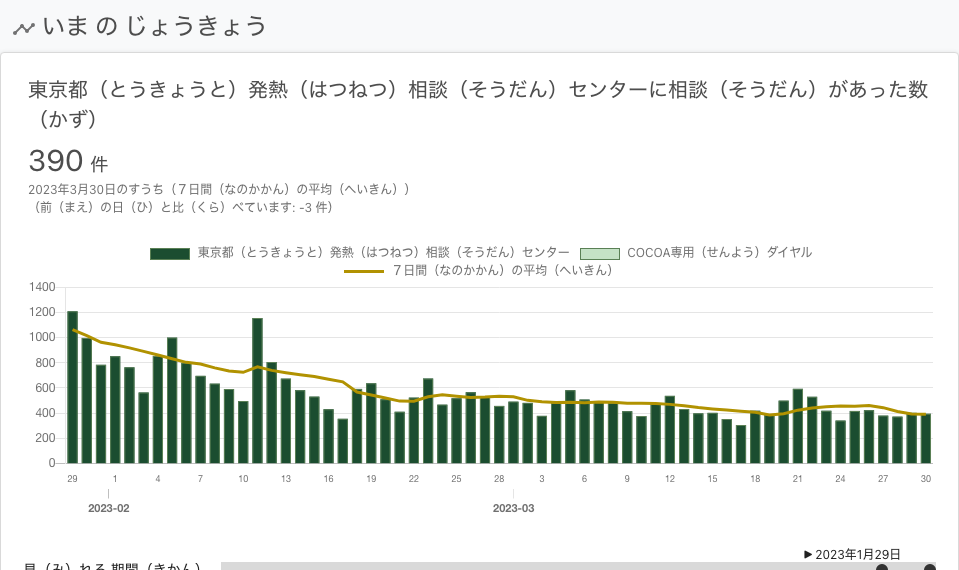 いま の じょうきょう
東京都（とうきょうと）発熱（はつねつ）相談（そうだん）センターに相談（そうだん）があった数
（かず）
390 件
2023年3月30日のすうち（７日間（なのかかん）の平均（へいきん））
（前（まえ）の日（ひ）と比（くら）べています: -3 件）
東京都（とうきょうと）発熱（はつねつ）相談（そうだん）センター COCOA専用（せんよう）ダイヤル
７日間（なのかかん）の平均（へいきん）
1400
1200
1000
800
600
400
200
0
29 1 4 7 10 13 16 19 22 25 28 3 6 9 12 15 18 21 24 27 30
2023-02 2023-03
▶ 2023年1月29日
見（み）れる 期間（きかん）